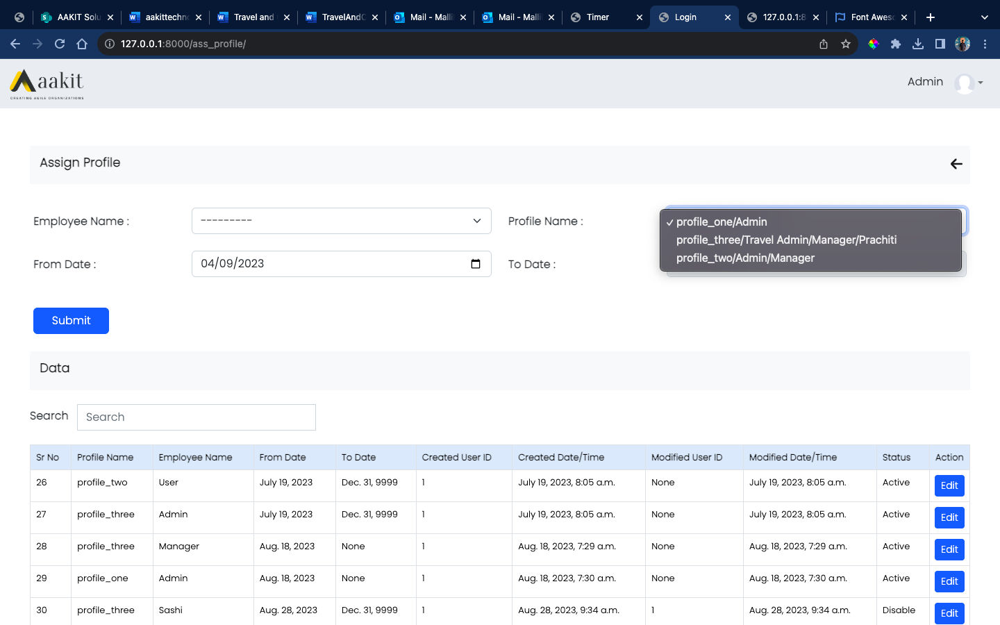 AAKIT Solu
aakittechno
Travel and
TravelAndC
Mail - Malli
Mail - Malli
Timer
Login
127.0.0.1:8
Font Aweso
127.0.0.1:8000/ass_profile/
aakit
CREATING AGILE ORGANIZATIONS
Admin
Assign Profile
Employee Name :
---------
Profile Name :
profile_one/Admin
profile_three/Travel Admin/Manager/Prachiti
profile_two/Admin/Manager
From Date :
04/09/2023
To Date :
Submit
Data
Search
Search
Sr No Profile Name Employee Name From Date To Date Created User ID Created Date/Time Modified User ID Modified Date/Time Status Action
26 profile_two User July 19, 2023 Dec. 31, 9999 1 July 19, 2023, 8:05 a.m. None July 19, 2023, 8:05 a.m. Active Edit
27 profile_three Admin July 19, 2023 Dec. 31, 9999 1 July 19, 2023, 8:05 a.m. None July 19, 2023, 8:05 a.m. Active Edit
28 profile_three Manager Aug. 18, 2023 None 1 Aug. 18, 2023, 7:29 a.m. None Aug. 18, 2023, 7:29 a.m. Active Edit
29 profile_one Admin Aug. 18, 2023 None 1 Aug. 18, 2023, 7:30 a.m. None Aug. 18, 2023, 7:30 a.m. Active Edit
30 profile_three Sashi Aug. 28, 2023 Dec. 31, 9999 1 Aug. 28, 2023, 9:34 a.m. 1 Aug. 28, 2023, 9:34 a.m. Disable Edit